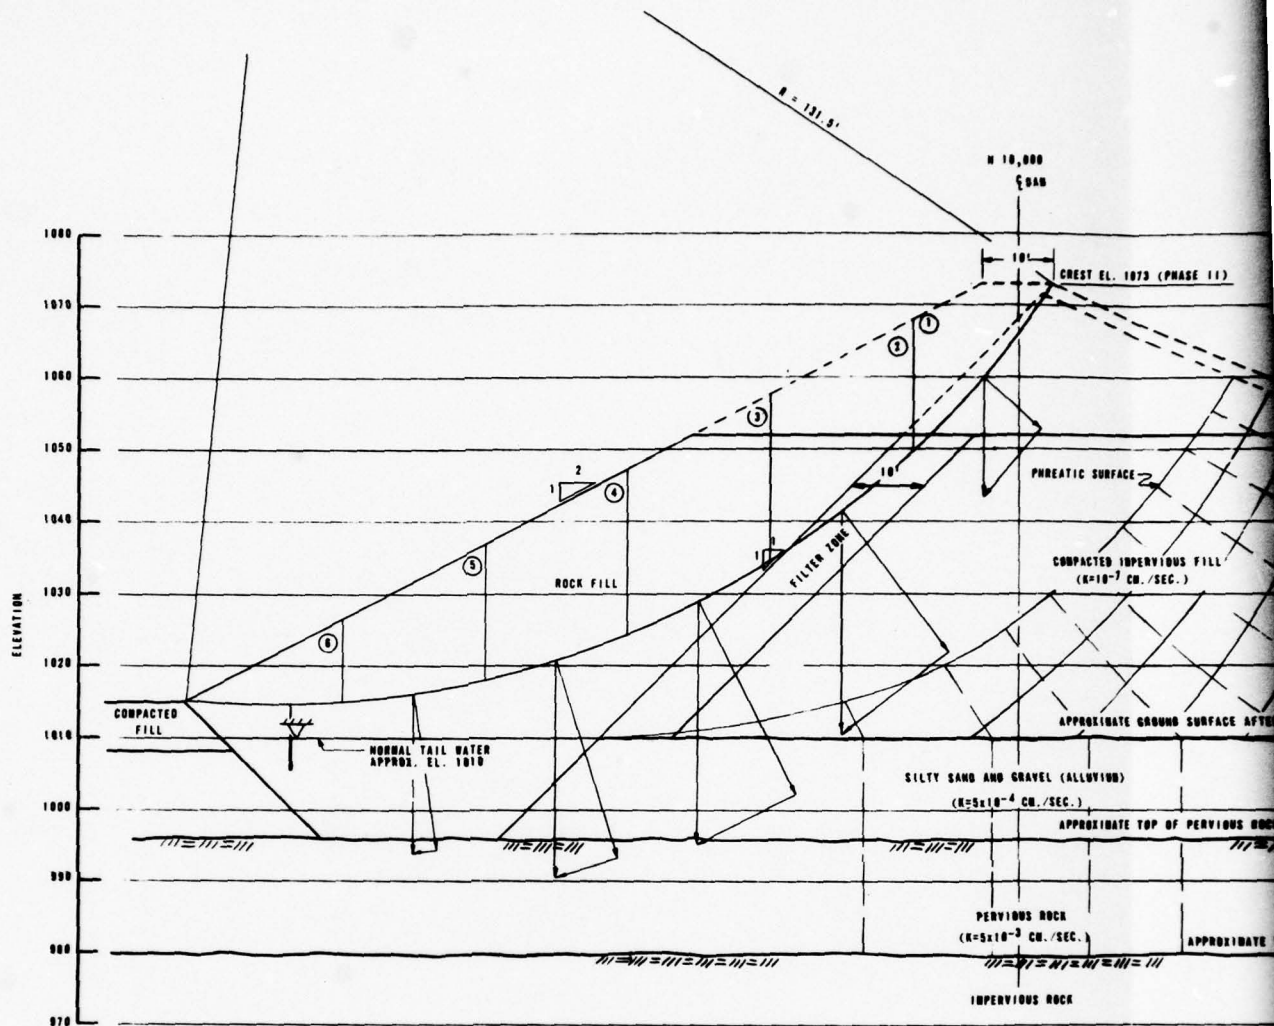 R = 131.5'
N 10,000
℄ DAM
1080
10'
CREST EL. 1073 (PHASE II)
1070
1
2
1060
3
1050
2
1
4
10'
PHREATIC SURFACE
1040
1
1
FILTER ZONE
COMPACTED IMPERVIOUS FILL
(K=10-7 CM./SEC.)
5
ROCK FILL
1030
ELEVATION
6
1020
COMPACTED
FILL
APPROXIMATE GROUND SURFACE AFTE
1010
NORMAL TAIL WATER
APPROX. EL. 1010
SILTY SAND AND GRAVEL (ALLUVIUM)
(K=5x10-4 CM./SEC.)
1000
APPROXIMATE TOP OF PERVIOUS ROCK
990
PERVIOUS ROCK
(K=5x10-3 CM./SEC.)
APPROXIMATE
980
IMPERVIOUS ROCK
970